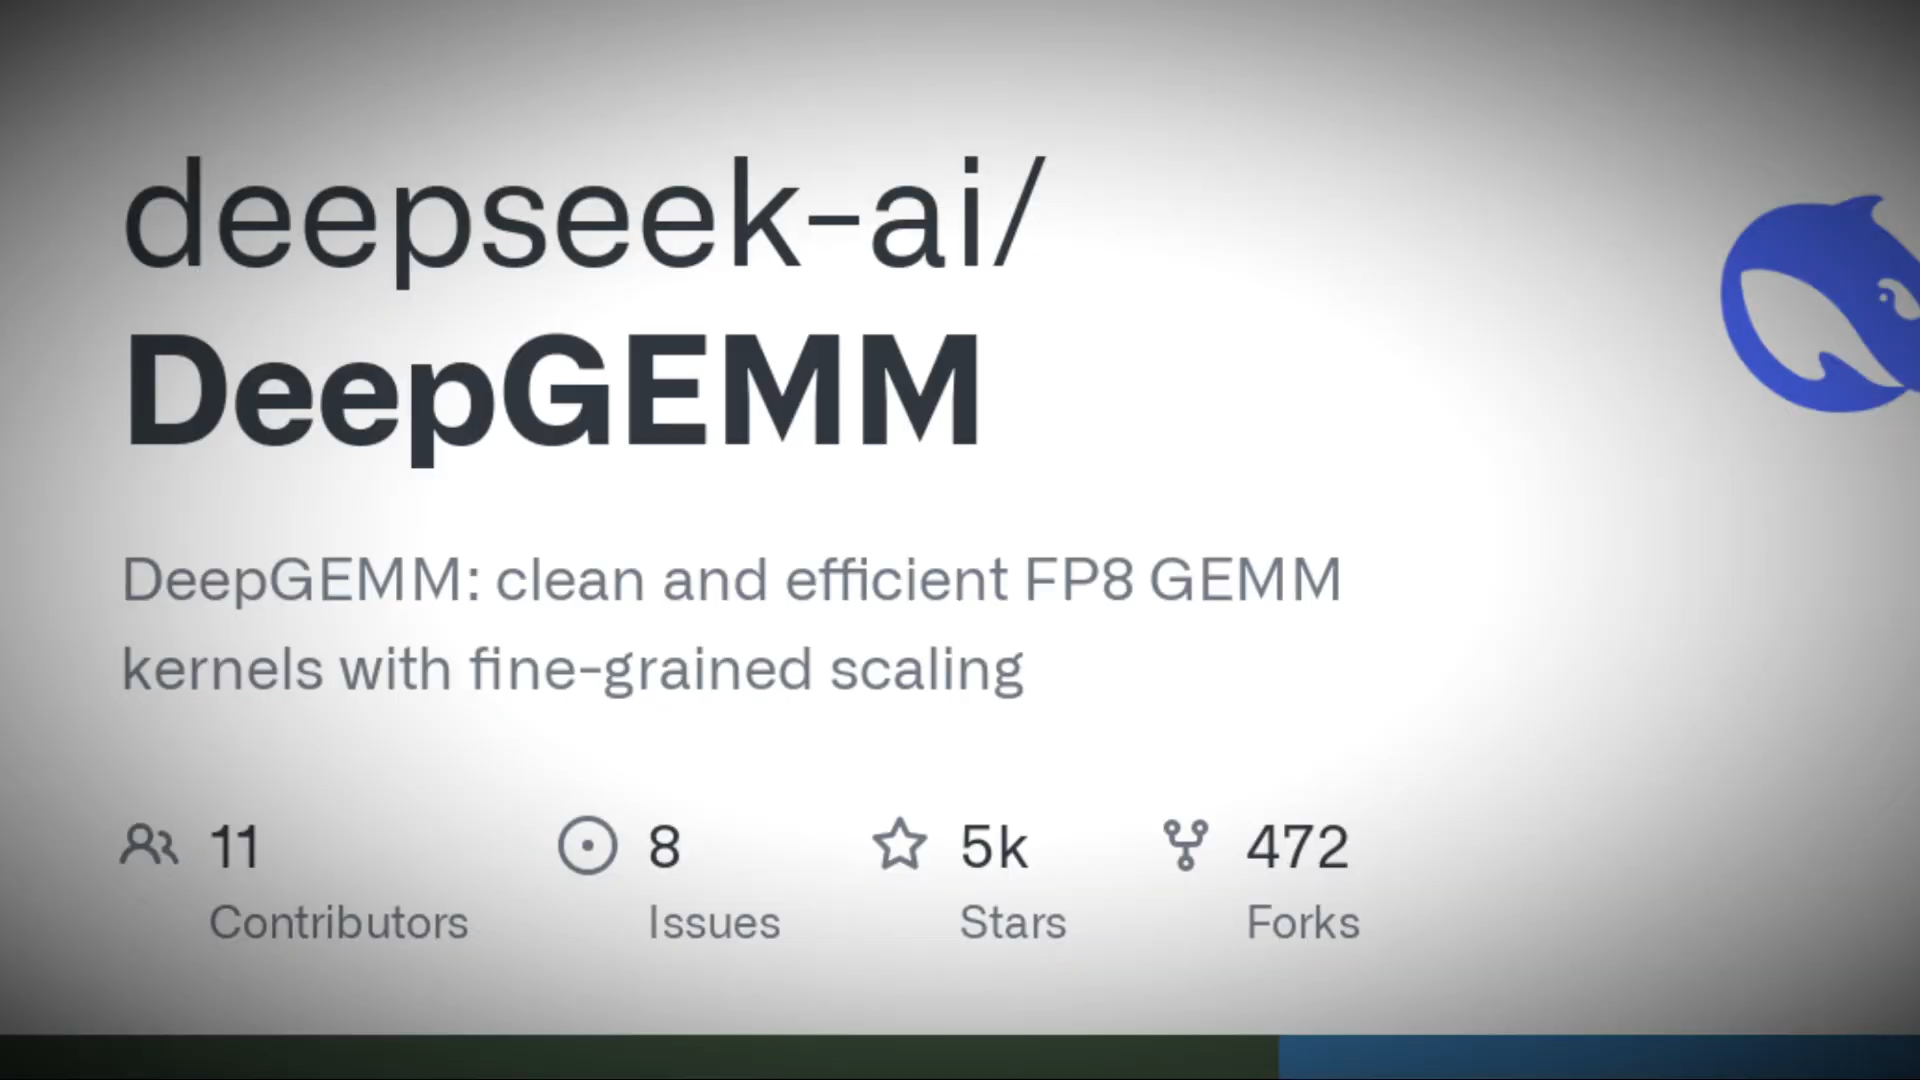 deepseek-ai/
DeepGEMM
DeepGEMM: clean and efficient FP8 GEMM
kernels with fine-grained scaling
11 8 5k 472
Contributors Issues Stars Forks